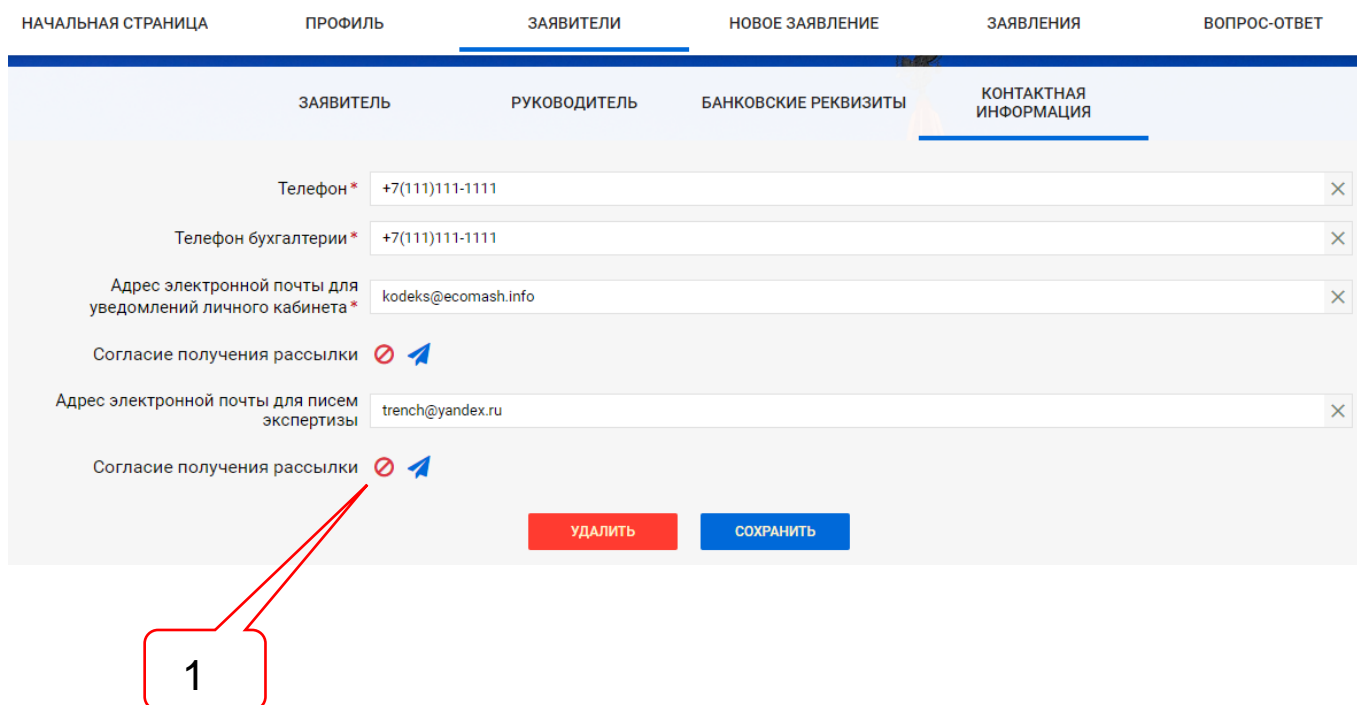 НАЧАЛЬНАЯ СТРАНИЦА ПРОФИЛЬ ЗАЯВИТЕЛИ НОВОЕ ЗАЯВЛЕНИЕ ЗАЯВЛЕНИЯ ВОПРОС-ОТВЕТ
ЗАЯВИТЕЛЬ РУКОВОДИТЕЛЬ БАНКОВСКИЕ РЕКВИЗИТЫ КОНТАКТНАЯ
ИНФОРМАЦИЯ
Телефон* +7(111)111-1111
Телефон бухгалтерии* +7(111)111-1111
Адрес электронной почты для
уведомлений личного кабинета* kodeks@ecomash.info
Согласие получения рассылки
Адрес электронной почты для писем
экспертизы trench@yandex.ru
Согласие получения рассылки
УДАЛИТЬ СОХРАНИТЬ
1